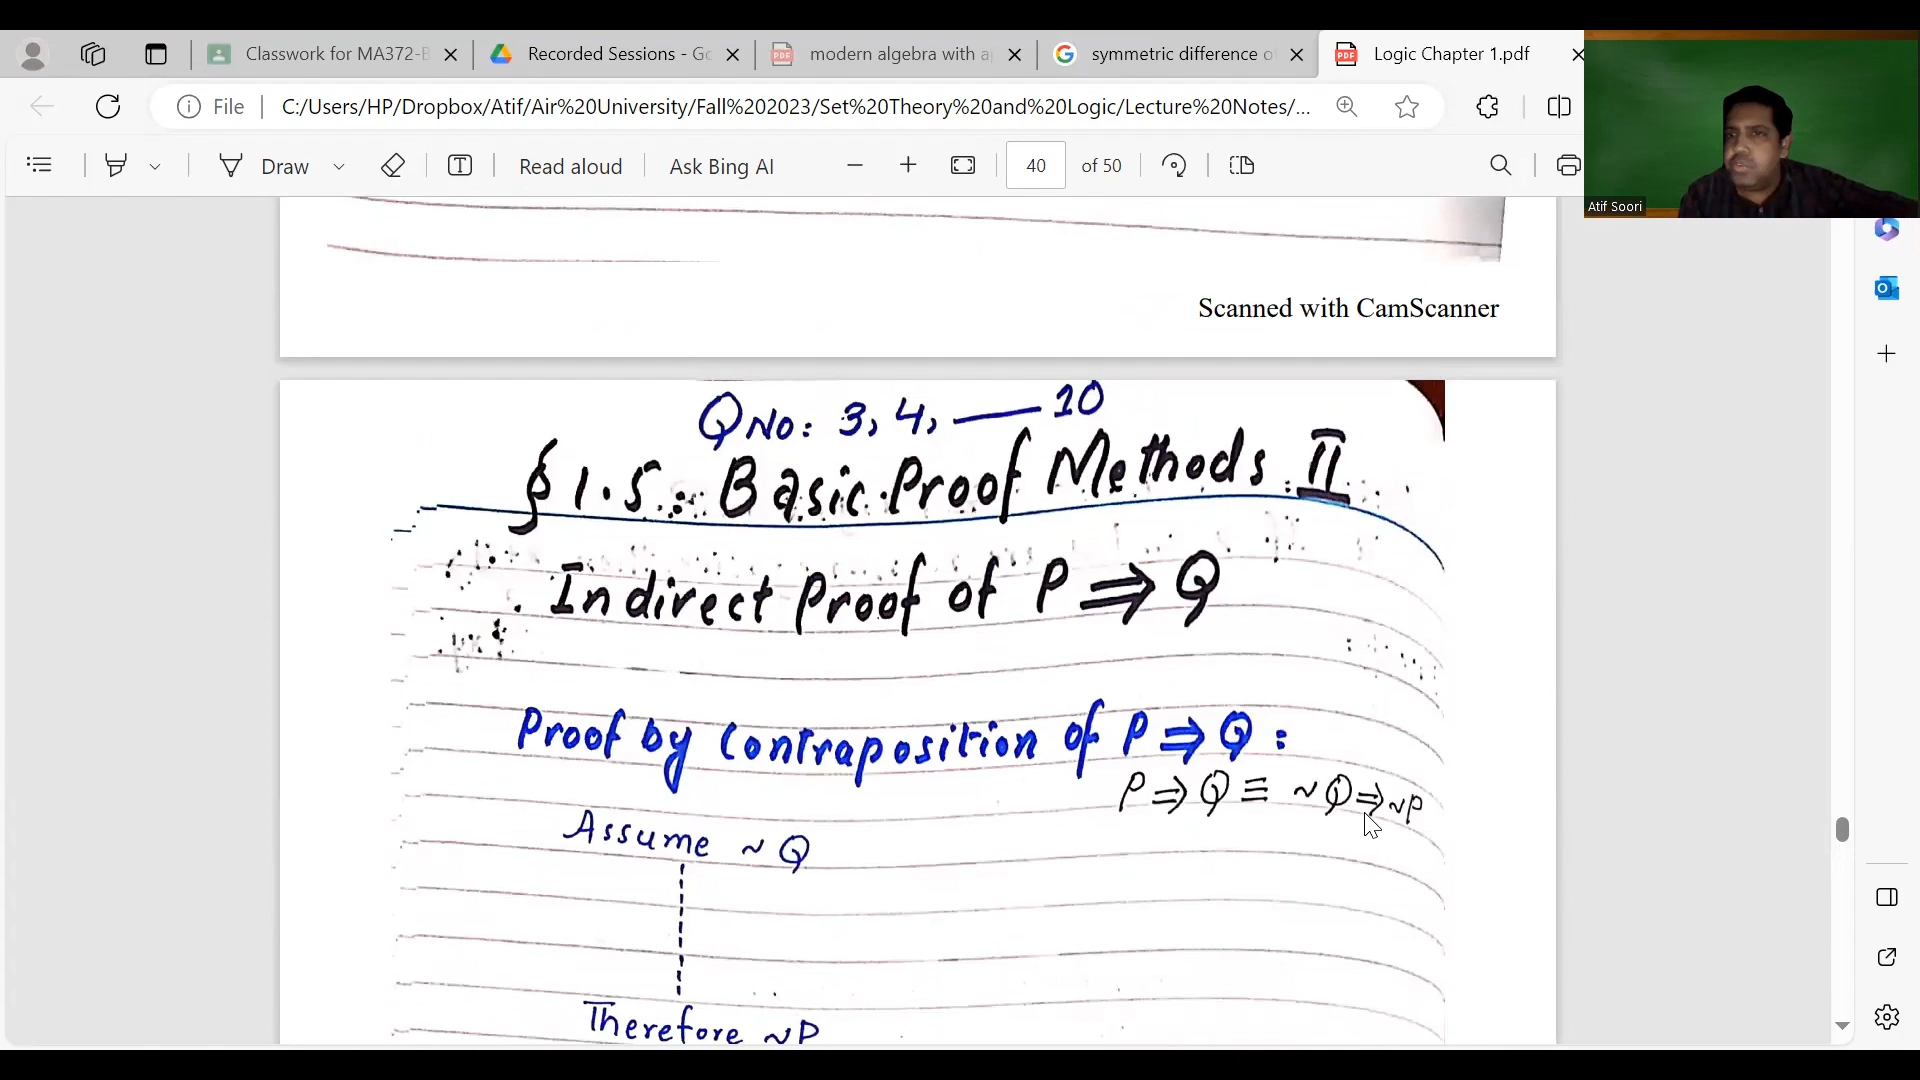 Classwork for MA372-B
Recorded Sessions - Go
modern algebra with a
symmetric difference o
Logic Chapter 1.pdf
File
C:/Users/HP/Dropbox/Atif/Air%20University/Fall%202023/Set%20Theory%20and%20Logic/Lecture%20Notes/...
Draw
Read aloud
Ask Bing AI
40
of 50
Atif Soori
Scanned with CamScanner
Q No: 3, 4, — 10
§ 1.5: Basic Proof Methods II
Indirect Proof of P ⇒ Q
Proof by Contraposition of P ⇒ Q:
P ⇒ Q ≡ ~Q ⇒ ~P
Assume ~ Q
Therefore ~P